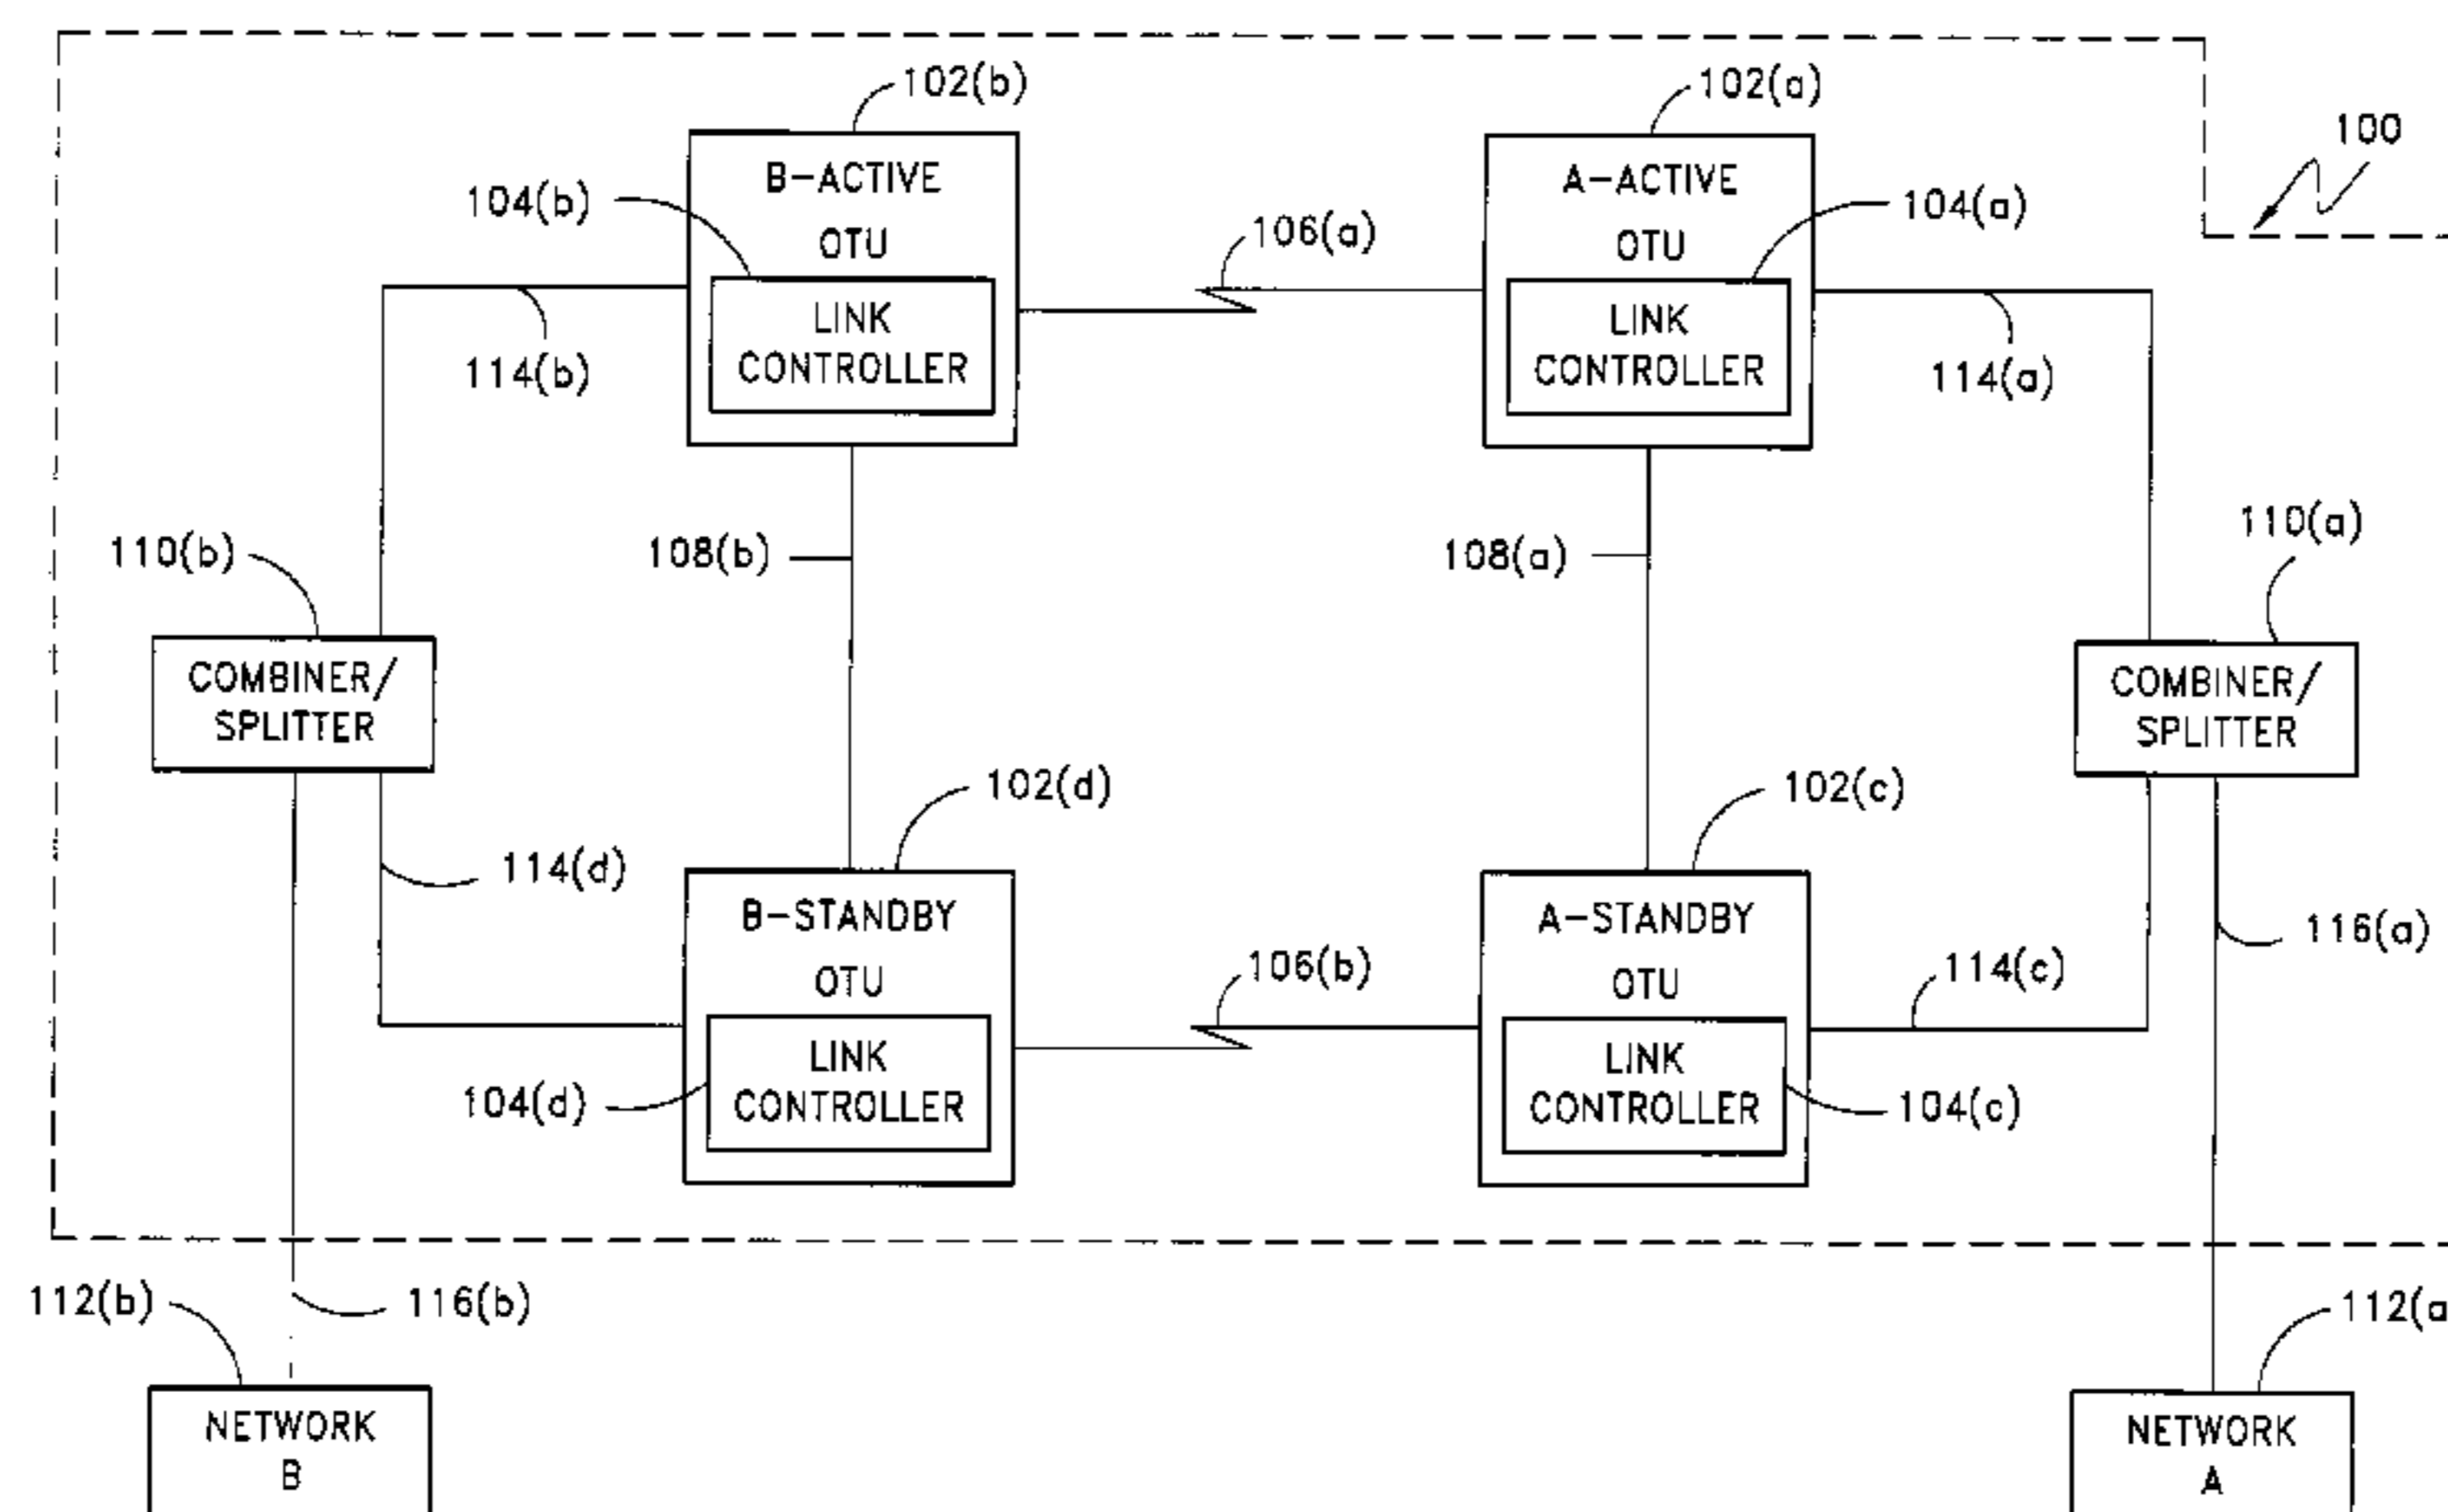 102(b)
102(a)
100
B-ACTIVE
OTU
A-ACTIVE
OTU
104(b)
104(a)
106(a)
LINK
CONTROLLER
LINK
CONTROLLER
114(b)
114(a)
110(b)
108(b)
108(a)
110(a)
COMBINER/
SPLITTER
COMBINER/
SPLITTER
102(d)
102(c)
114(d)
B-STANDBY
OTU
A-STANDBY
OTU
116(a)
106(b)
114(c)
LINK
CONTROLLER
LINK
CONTROLLER
104(d)
104(c)
112(b)
116(b)
112(a
NETWORK
B
NETWORK
A